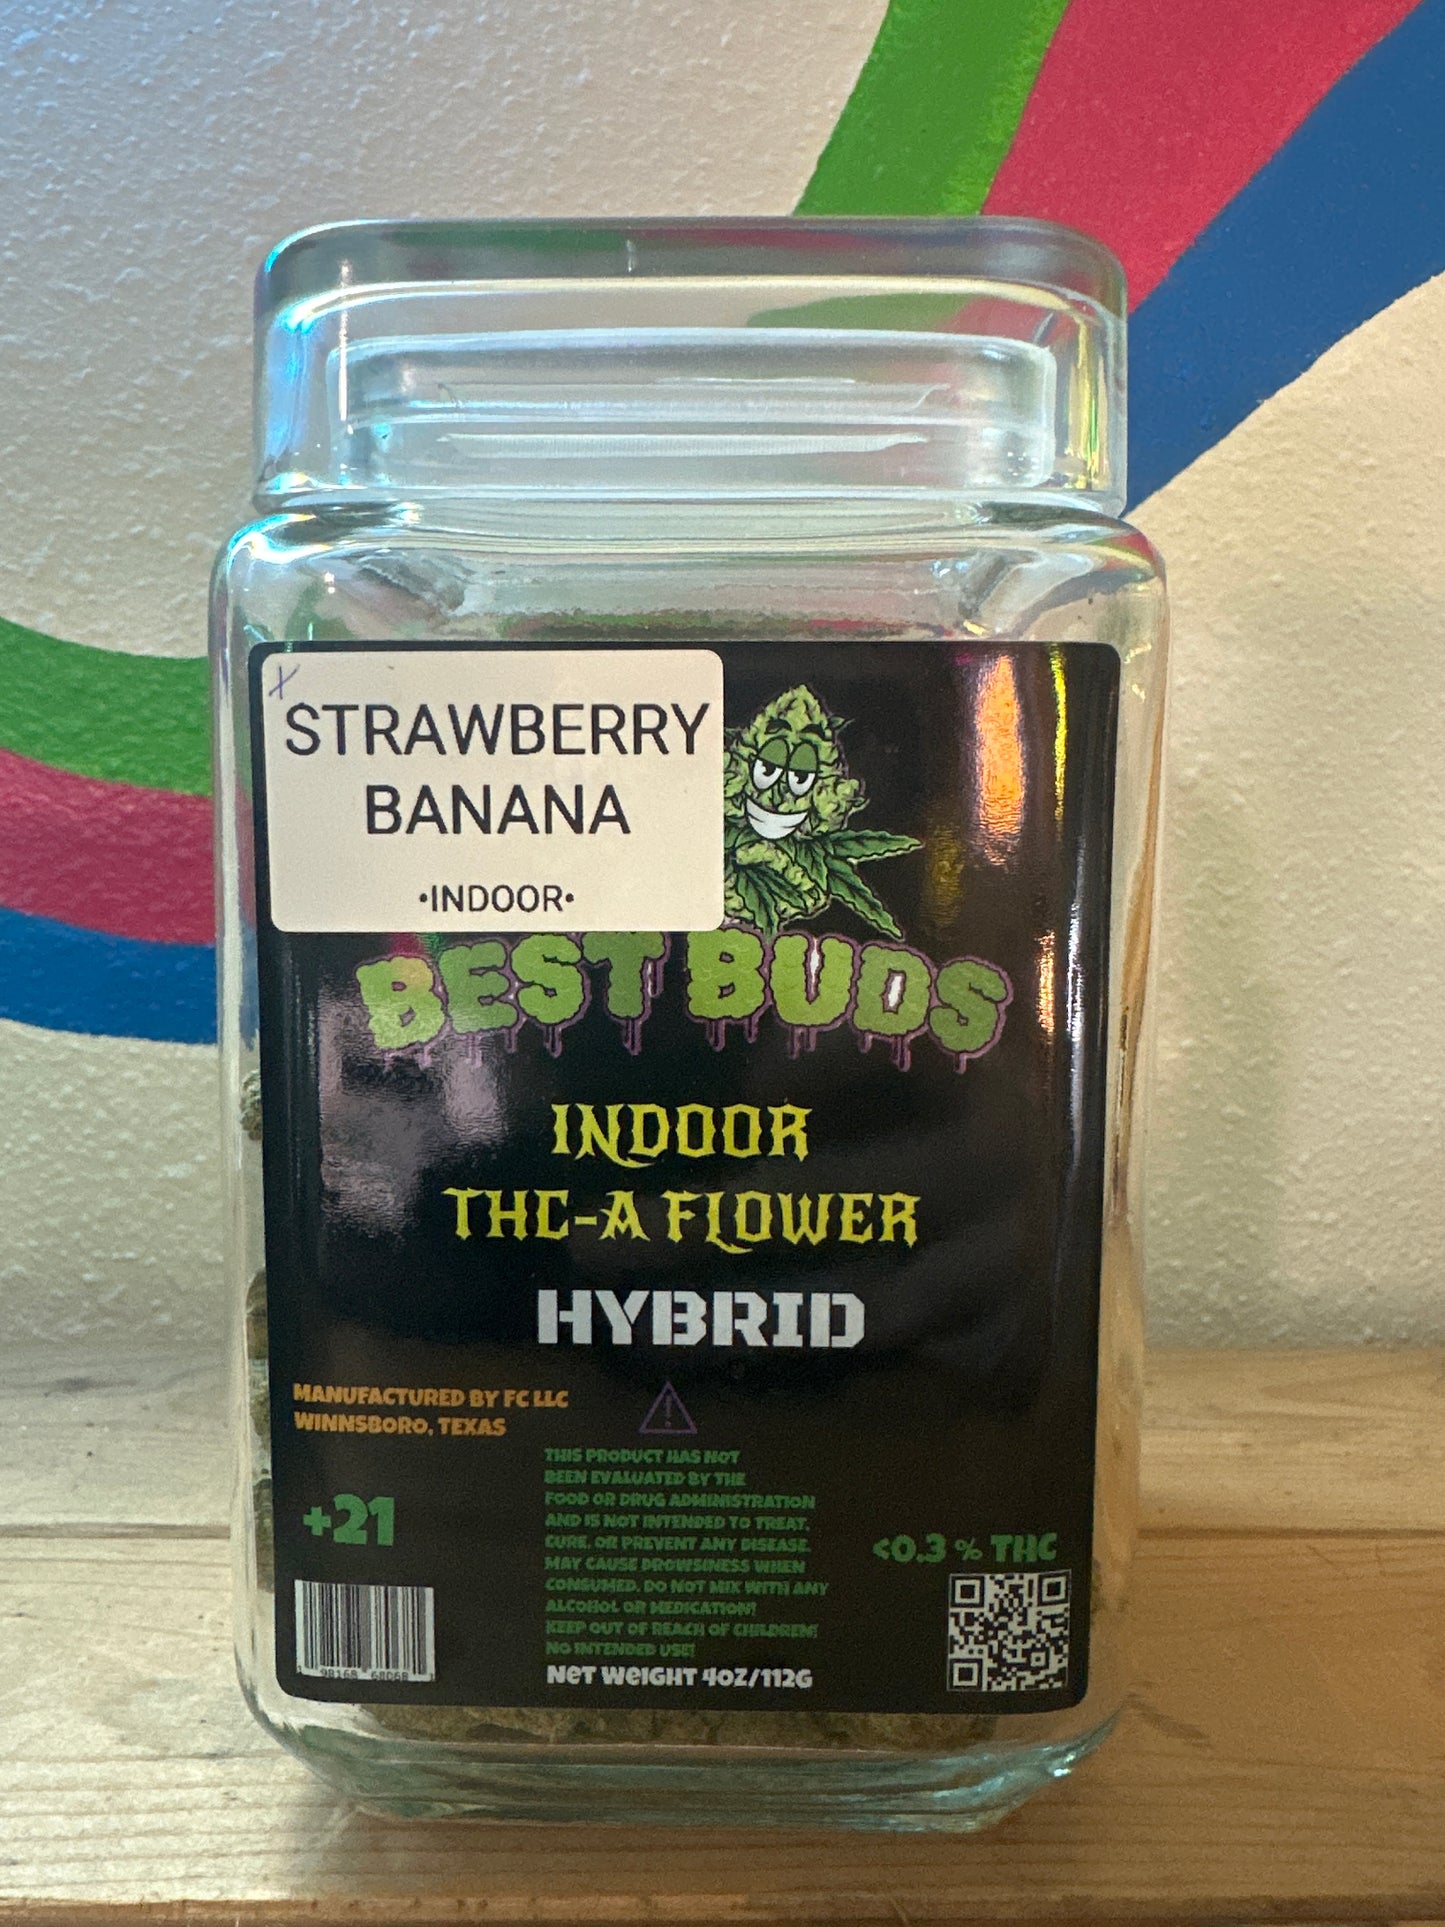 STRAWBERRY
BANANA
•INDOOR•
BEST BUDS
INDOOR
THC-A FLOWER
HYBRID
MANUFACTURED BY FC LLC
WINNSBORO, TEXAS
THIS PRODUCT HAS NOT
BEEN EVALUATED BY THE
FOOD OR DRUG ADMINISTRATION
AND IS NOT INTENDED TO TREAT,
CURE, OR PREVENT ANY DISEASE.
MAY CAUSE DROWSINESS WHEN
CONSUMED. DO NOT MIX WITH ANY
ALCOHOL OR MEDICATION!
KEEP OUT OF REACH OF CHILDREN!
NO INTENDED USE!
NET WEIGHT 4OZ/112G
+21
<0.3 % THC